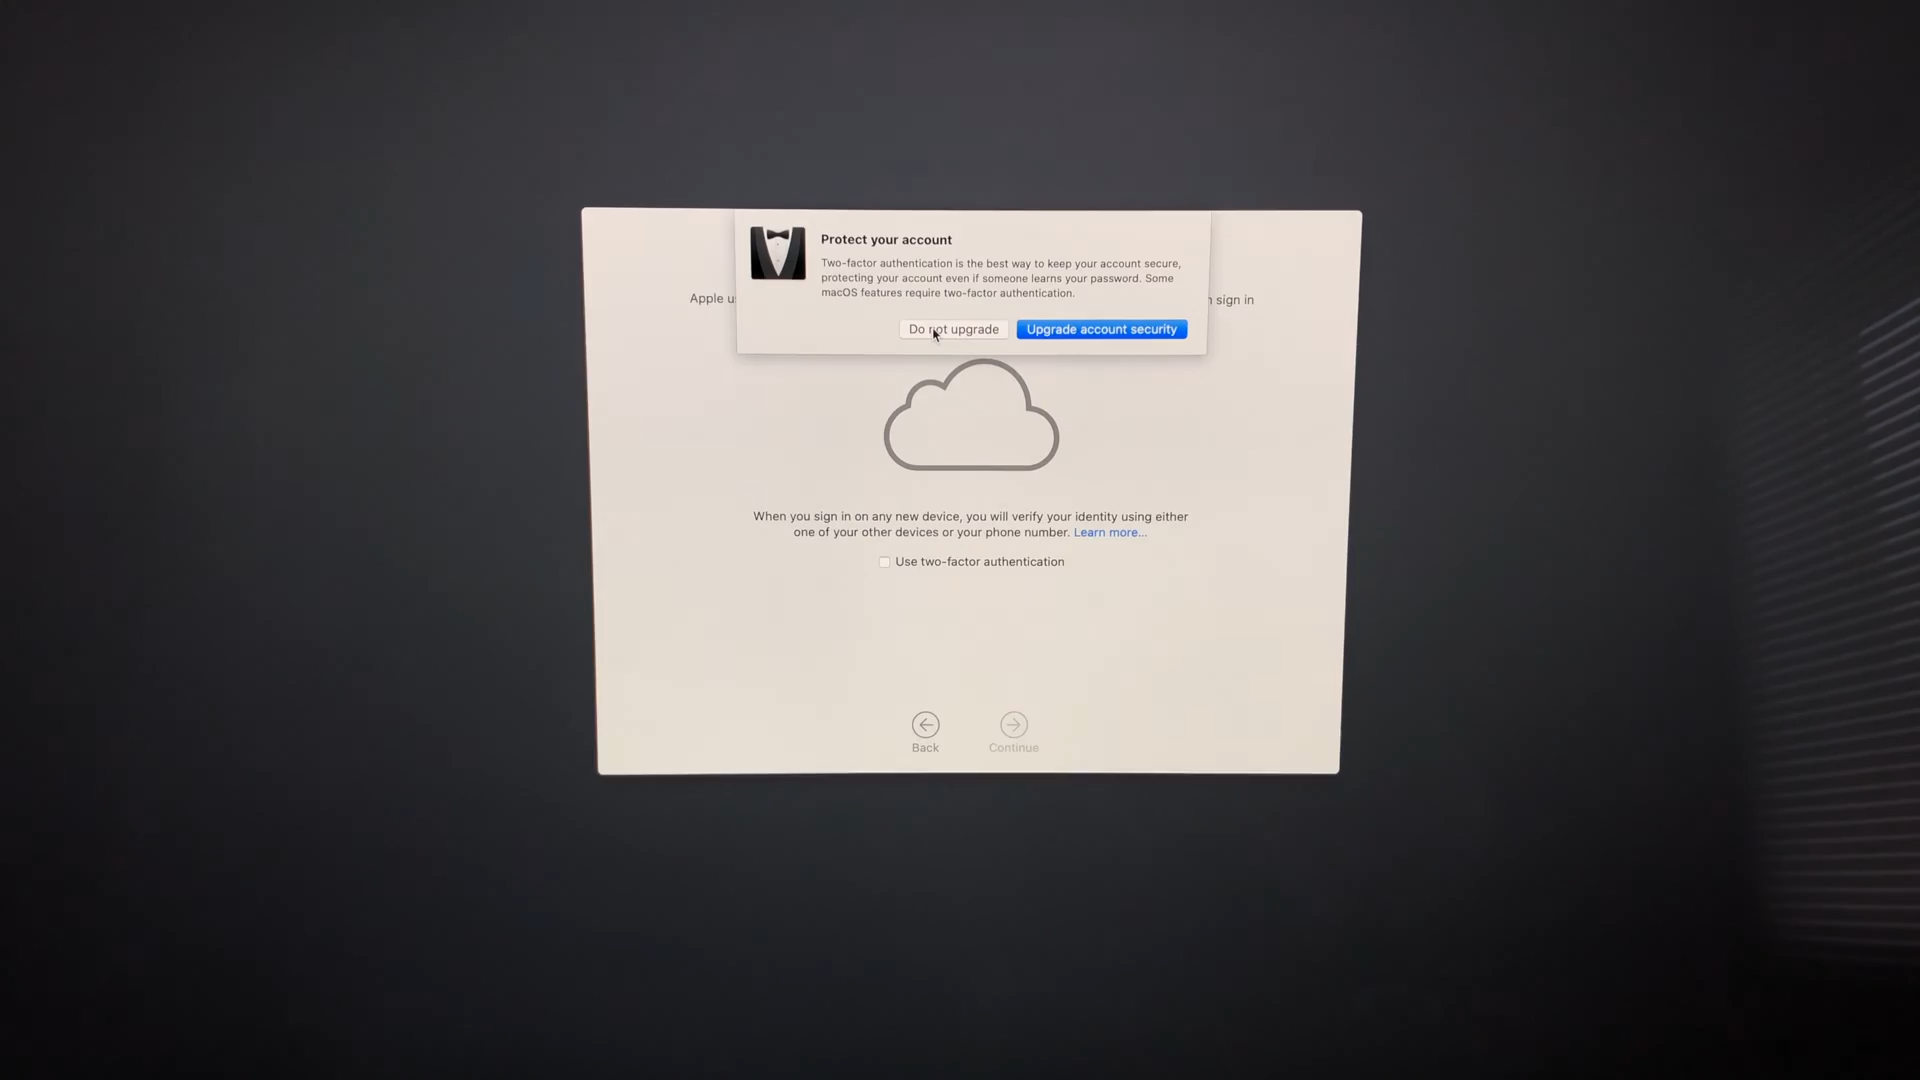 Protect your account
Two-factor authentication is the best way to keep your account secure,
protecting your account even if someone learns your password. Some
macOS features require two-factor authentication.
Apple
sign in
Do not upgrade
Upgrade account security
When you sign in on any new device, you will verify your identity using either
one of your other devices or your phone number. Learn more...
Use two-factor authentication
Back
Continue